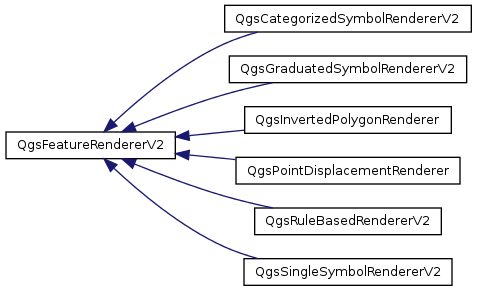 QgsCategorizedSymbolRendererV2
QgsGraduatedSymbolRendererV2
QgsInvertedPolygonRenderer
QgsFeatureRendererV2
QgsPointDisplacementRenderer
QgsRuleBasedRendererV2
QgsSingleSymbolRendererV2